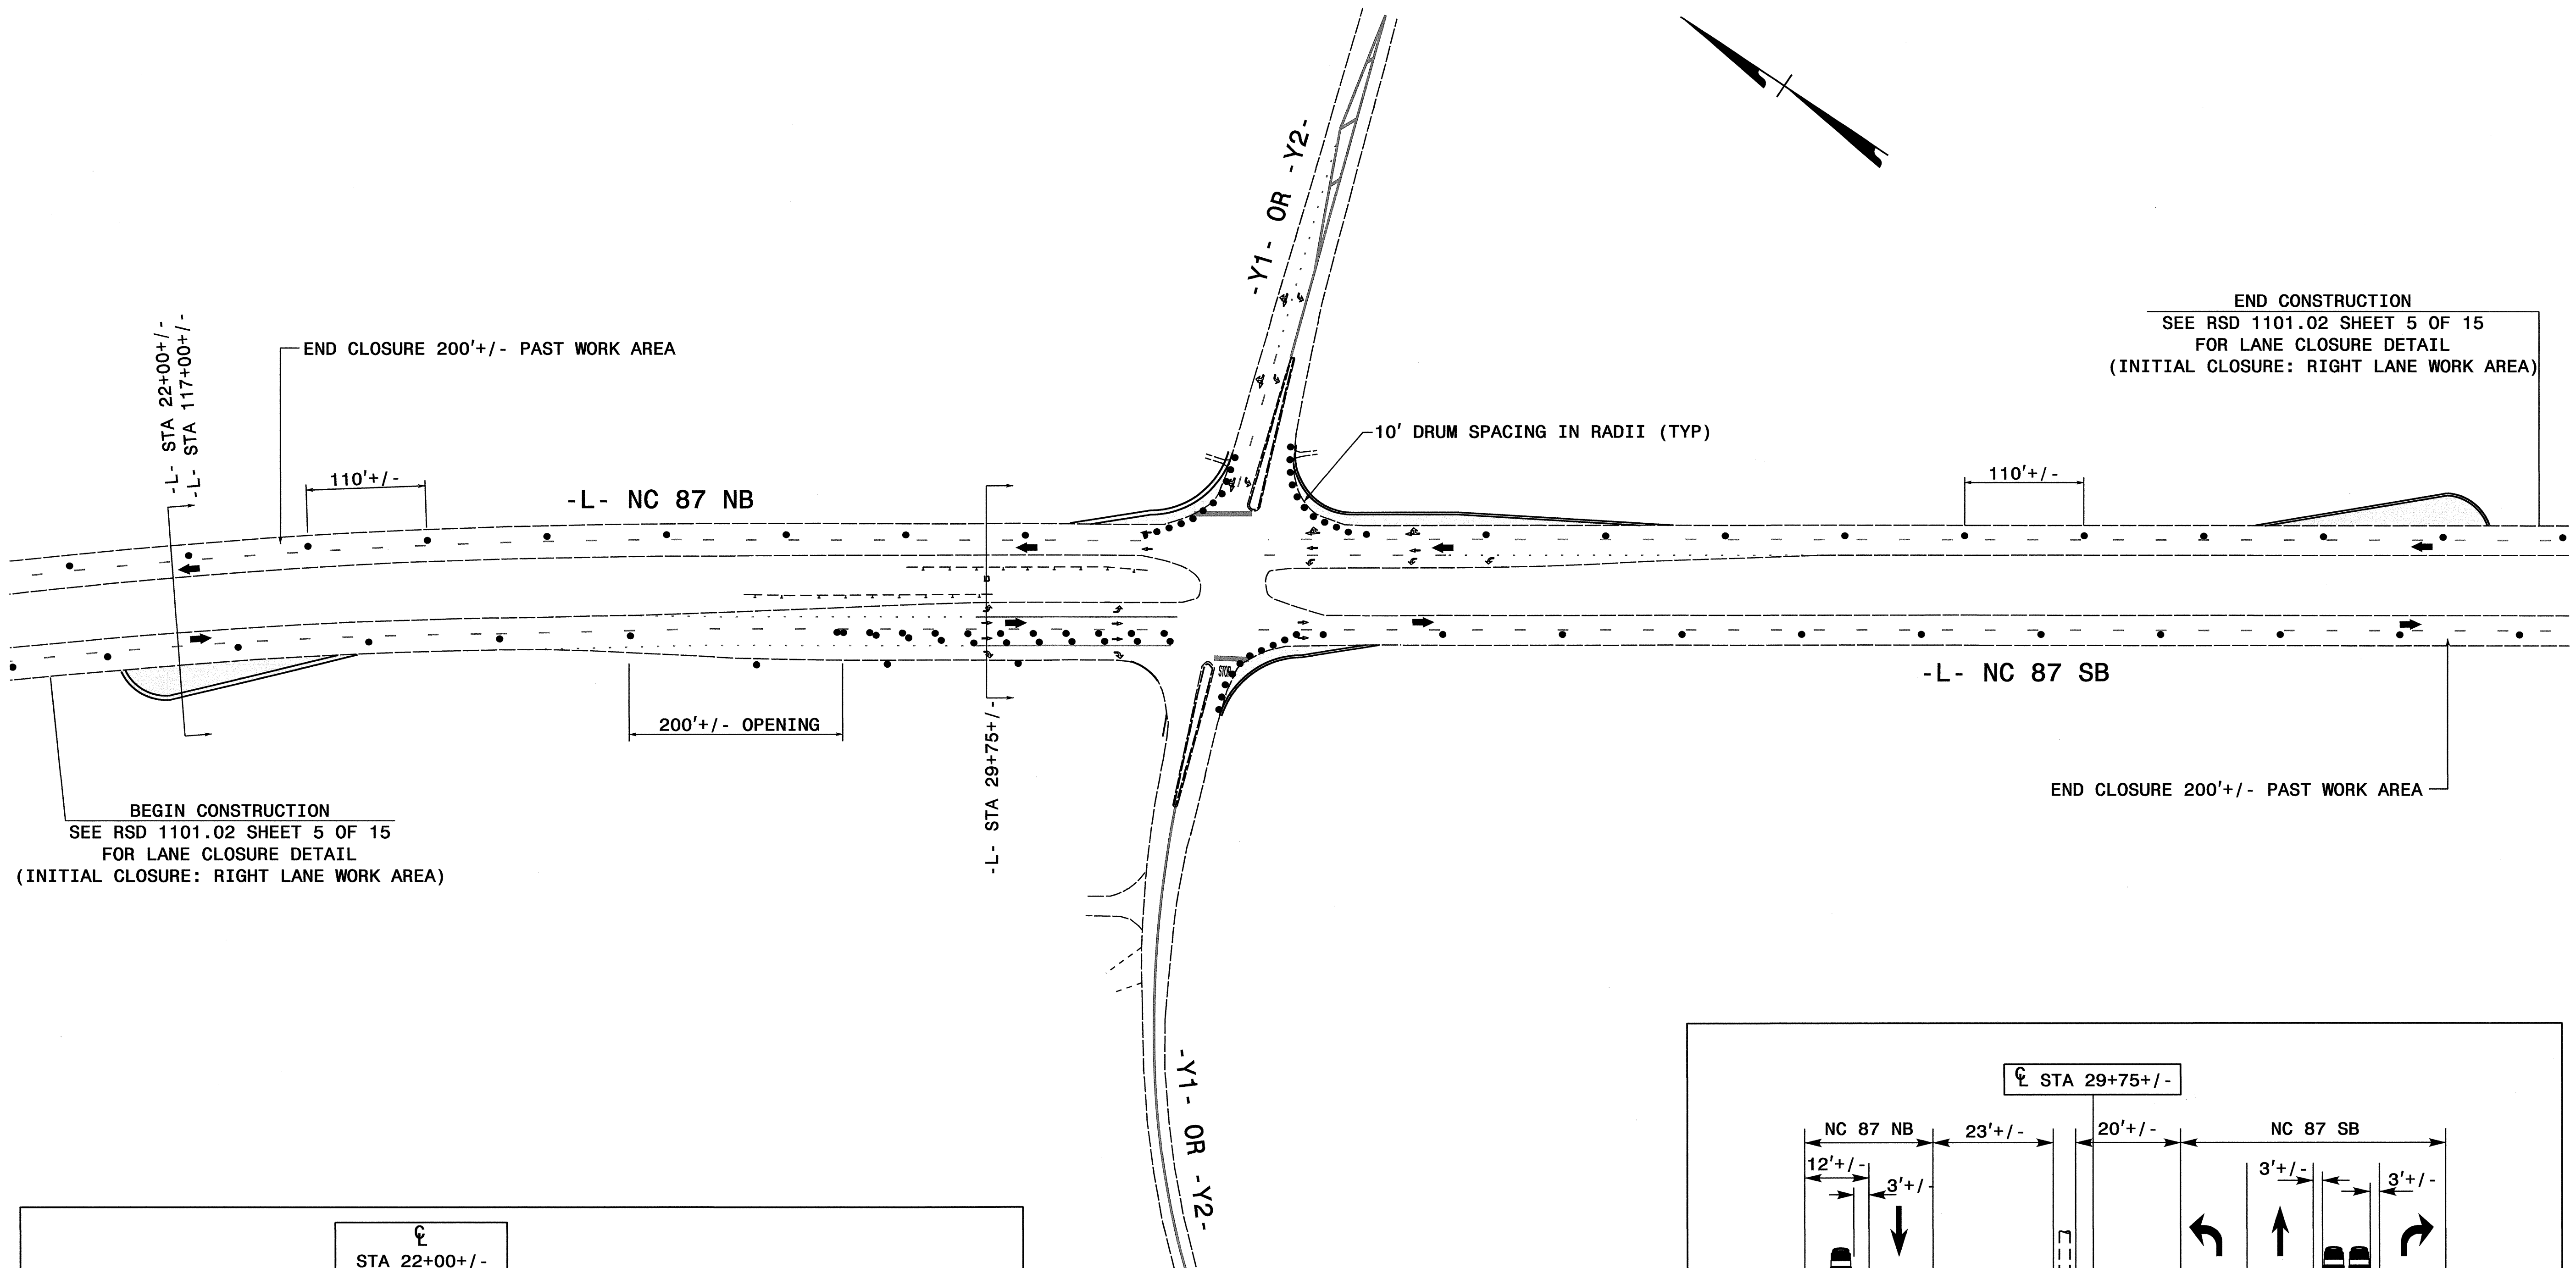 -Y1- OR -Y2-
END CONSTRUCTION
SEE RSD 1101.02 SHEET 5 OF 15
FOR LANE CLOSURE DETAIL
(INITIAL CLOSURE: RIGHT LANE WORK AREA)
-L- STA 22+00+/-
-L- STA 117+00+/-
END CLOSURE 200'+/- PAST WORK AREA
10' DRUM SPACING IN RADII (TYP)
110'+/-
-L- NC 87 NB
110'+/-
STOP
-L- NC 87 SB
200'+/- OPENING
-L- STA 29+75+/-
END CLOSURE 200'+/- PAST WORK AREA
BEGIN CONSTRUCTION
SEE RSD 1101.02 SHEET 5 OF 15
FOR LANE CLOSURE DETAIL
(INITIAL CLOSURE: RIGHT LANE WORK AREA)
-Y1- OR -Y2-
℄ STA 29+75+/-
NC 87 NB
23'+/-
20'+/-
NC 87 SB
12'+/-
3'+/-
3'+/-
3'+/-
℄
STA 22+00+/-